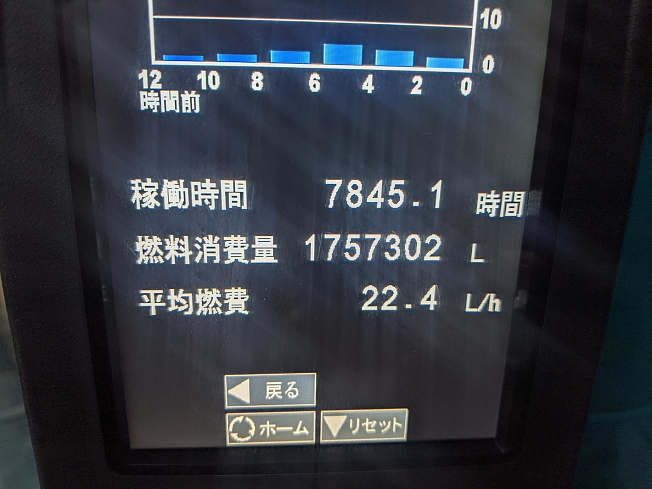 10
0
12 10 8 6 4 2 0
時間前
稼働時間 7845.1 時間
燃料消費量 1757302 L
平均燃費 22.4 L/h
戻る
ホーム リセット